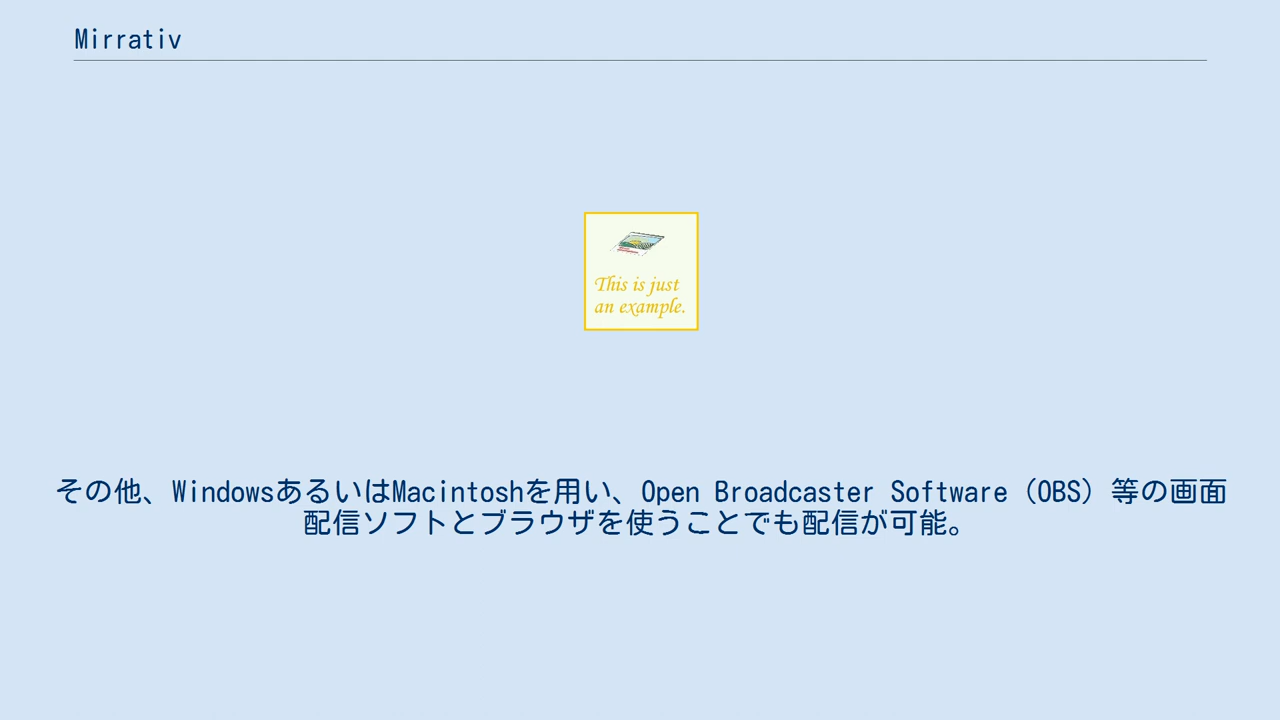 Mirrativ
This is just
an example.
その他、WindowsあるいはMacintoshを用い、Open Broadcaster Software（OBS）等の画面
配信ソフトとブラウザを使うことでも配信が可能。